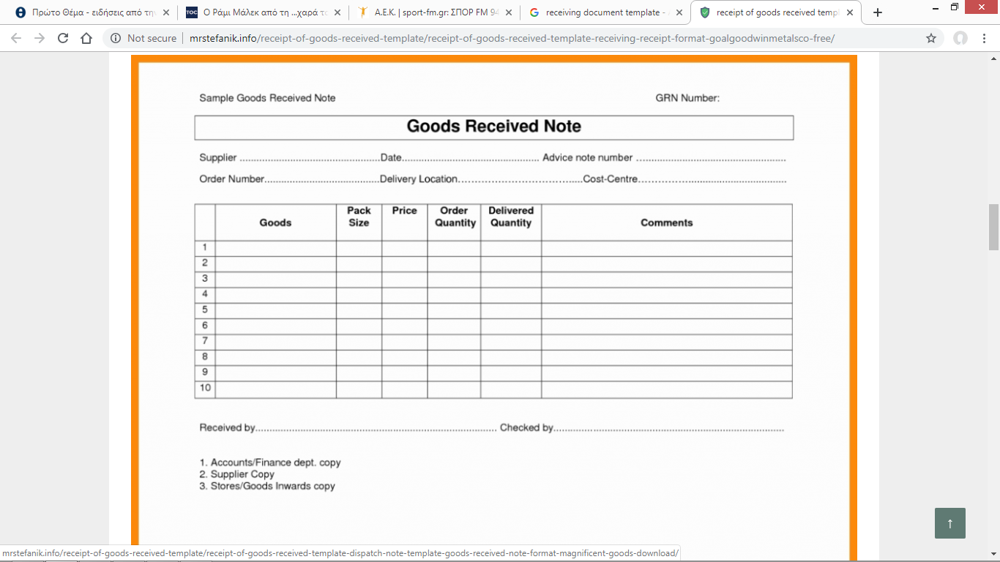 Πρώτο Θέμα - ειδήσεις από την
TOC Ο Ράμι Μάλεκ από τη ...χαρά το
Α.Ε.Κ. | sport-fm.gr: ΣΠΟΡ FM 94
receiving document template -
receipt of goods received templ
Not secure | mrstefanik.info/receipt-of-goods-received-template/receipt-of-goods-received-template-receiving-receipt-format-goalgoodwinmetalsco-free/
Sample Goods Received Note GRN Number:
Goods Received Note
Supplier ........................................Date....................................... Advice note number ...........................................
Order Number.................................Delivery Location....................................Cost-Centre...........................................
Goods Pack Size Price Order Quantity Delivered Quantity Comments
1
2
3
4
5
6
7
8
9
10
Received by..................................................................... Checked by..................................................................
1. Accounts/Finance dept. copy
2. Supplier Copy
3. Stores/Goods Inwards copy
mrstefanik.info/receipt-of-goods-received-template/receipt-of-goods-received-template-dispatch-note-template-goods-received-note-format-magnificent-goods-download/